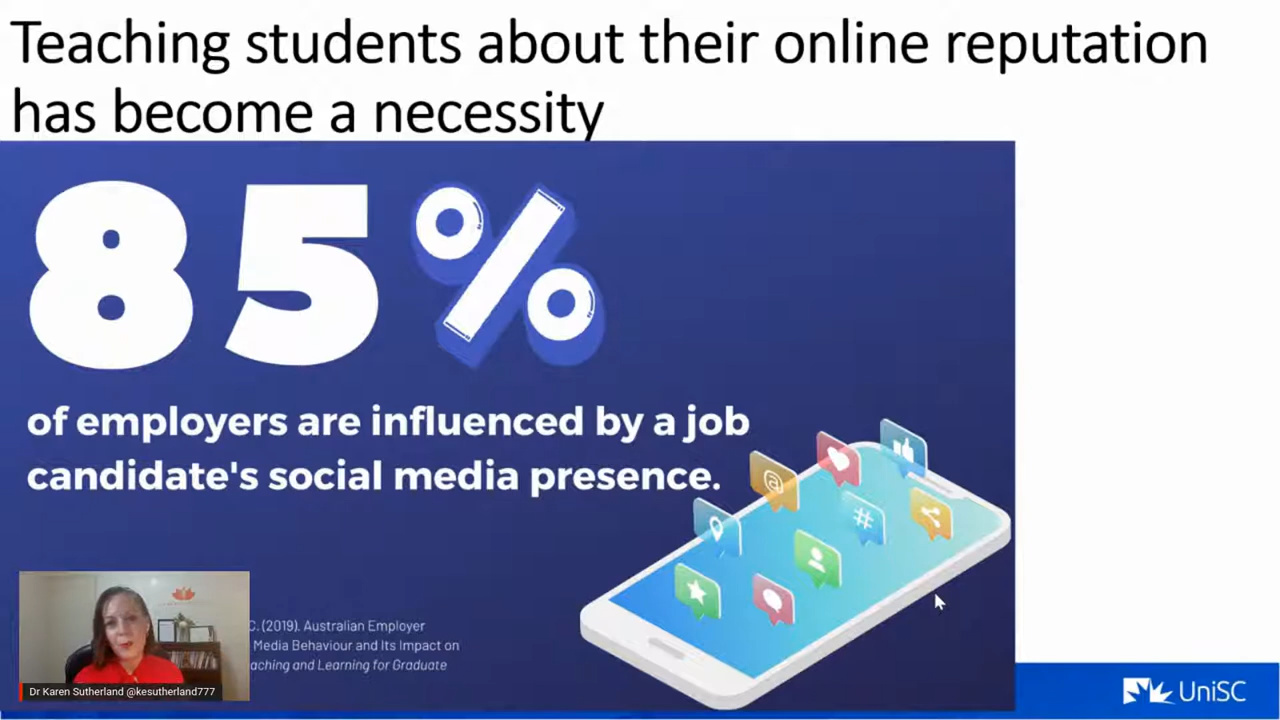 Teaching students about their online reputation
has become a necessity
85%
of employers are influenced by a job
candidate's social media presence.
@
#
C. (2019). Australian Employer
Media Behaviour and Its Impact on
aching and Learning for Graduate
Dr Karen Sutherland @kesutherland777
UniSC